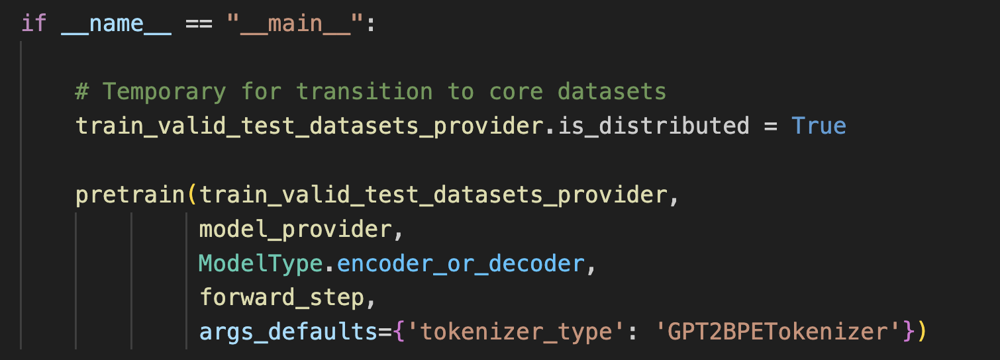 if __name__ == "__main__":
# Temporary for transition to core datasets
train_valid_test_datasets_provider.is_distributed = True
pretrain(train_valid_test_datasets_provider,
model_provider,
ModelType.encoder_or_decoder,
forward_step,
args_defaults={'tokenizer_type': 'GPT2BPETokenizer'})